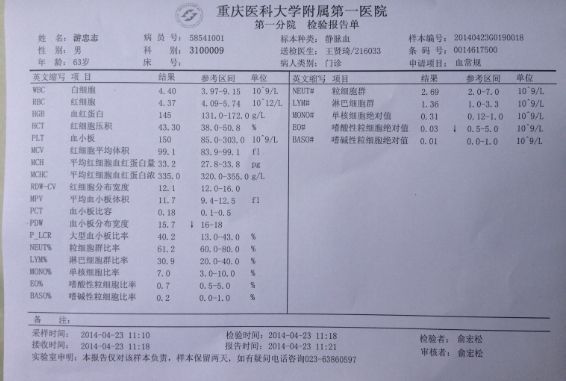 重庆医科大学附属第一医院
第一分院 检验报告单
姓 名: 游忠志 病 员 号: 58541001 标本种类: 静脉血 样本编号: 20140423G0190018
性 别: 男 科 别: 3100009 送检医生: 王贤琦/216033 条 码 号: 0014617500
年 龄: 63岁 床 号: 病人类别: 门诊 申请项目: 血常规
英文缩写 项 目 结果 参考区间 单位
WBC 白细胞 4.40 3.97-9.15 10^9/L
RBC 红细胞 4.37 4.09-5.74 10^12/L
HGB 血红蛋白 145 131.0-172.0 g/L
HCT 红细胞压积 43.30 38.0-50.8 %
PLT 血小板 150 85.0-303.0 10^9/L
MCV 红细胞平均体积 99.1 83.9-99.1 fl
MCH 平均红细胞血红蛋白量 33.2 27.8-33.8 pg
MCHC 平均红细胞血红蛋白浓 335.0 320.0-355.0 g/L
RDW-CV 红细胞分布宽度 12.1 12.0-16.0
MPV 平均血小板体积 11.7 9.4-12.5 fl
PCT 血小板比容 0.18 0.1-0.5
PDW 血小板分布宽度 15.7 ↓ 16-18
P_LCR 大型血小板比率 40.2 13.0-43.0 %
NEUT% 粒细胞群比率 61.2 60.0-80.0 %
LYM% 淋巴细胞群比率 30.9 20.0-40.0 %
MONO% 单核细胞比率 7.0 3.0-10.0 %
EO% 嗜酸性粒细胞比率 0.7 0.5-5.0 %
BASO% 嗜碱性粒细胞比率 0.2 0.0-1.0 %
英文缩写 项目 结果 参考区间 单位
NEUT# 粒细胞群 2.69 2.0-7.0 10^9/L
LYM# 淋巴细胞群 1.36 1.0-3.3 10^9/L
MONO# 单核细胞绝对值 0.31 0.12-1.0 10^9/L
EO# 嗜酸性粒细胞绝对值 0.03 ↓ 0.5-5.0 10^9/L
BASO# 嗜碱性粒细胞绝对值 0.01 0.0-1.0 10^9/L
备 注:
采样时间: 2014-04-23 11:10 检验时间: 2014-04-23 11:18 检验者: 俞宏松
接收时间: 2014-04-23 11:18 报告时间: 2014-04-23 11:21 审核者: 俞宏松
实验室申明: 本报告仅对该样本负责, 样本保留两天, 如有疑问电话咨询023-63860597